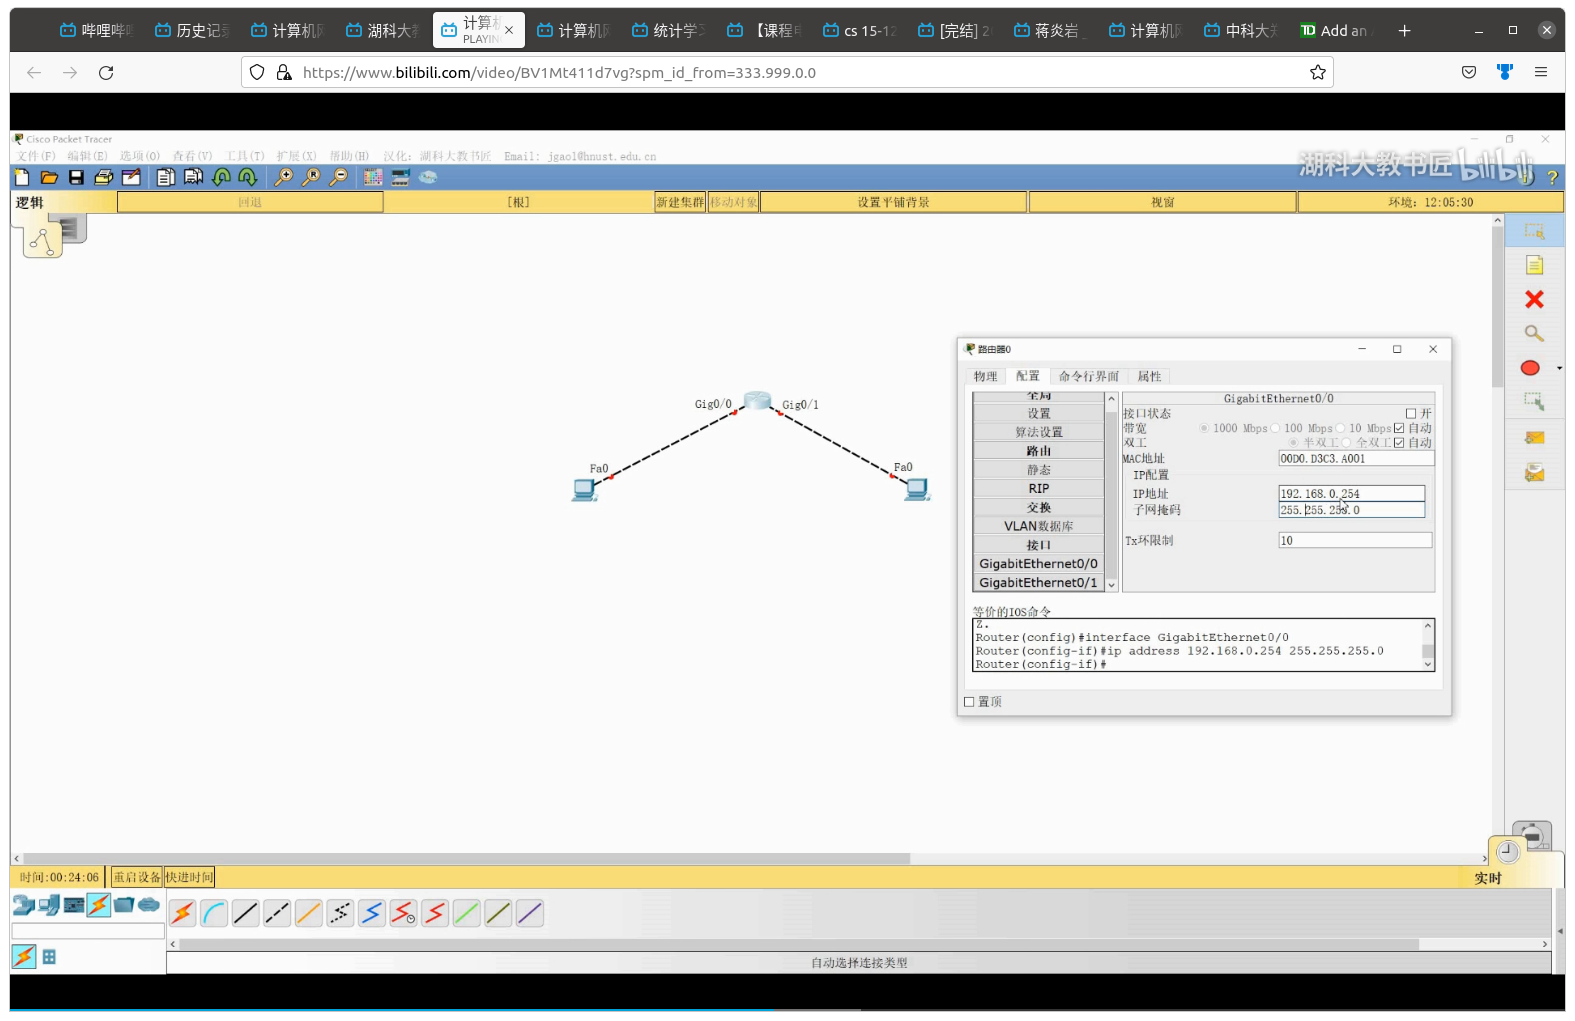 哔哩哔哩
历史记录
计算机网
湖科大教
计算机
PLAYIN
计算机网
统计学习
【课程
cs 15-12
[完结] 2
蒋炎岩
计算机网
中科大
Add an
https://www.bilibili.com/video/BV1Mt411d7vg?spm_id_from=333.999.0.0
Cisco Packet Tracer
文件(F) 编辑(E) 选项(O) 查看(V) 工具(T) 扩展(X) 帮助(H) 汉化：湖科大教书匠 Email: jgao1@hnust.edu.cn
湖科大教书匠 bilibili
逻辑 回退 [根] 新建集群 移动对象 设置平铺背景 视窗 环境：12:05:30
路由器0
物理 配置 命令行界面 属性
全局
设置
算法设置
路由
静态
RIP
交换
VLAN数据库
接口
GigabitEthernet0/0
GigabitEthernet0/1
GigabitEthernet0/0
接口状态 开
带宽 1000 Mbps 100 Mbps 10 Mbps 自动
双工 半双工 全双工 自动
MAC地址 00D0.D3C3.A001
IP配置
IP地址 192.168.0.254
子网掩码 255.255.255.0
Tx环限制 10
等价的IOS命令
Z.
Router(config)#interface GigabitEthernet0/0
Router(config-if)#ip address 192.168.0.254 255.255.255.0
Router(config-if)#
置顶
Gig0/0 Gig0/1
Fa0 Fa0
时间:00:24:06 重启设备 快进时间 实时
自动选择连接类型